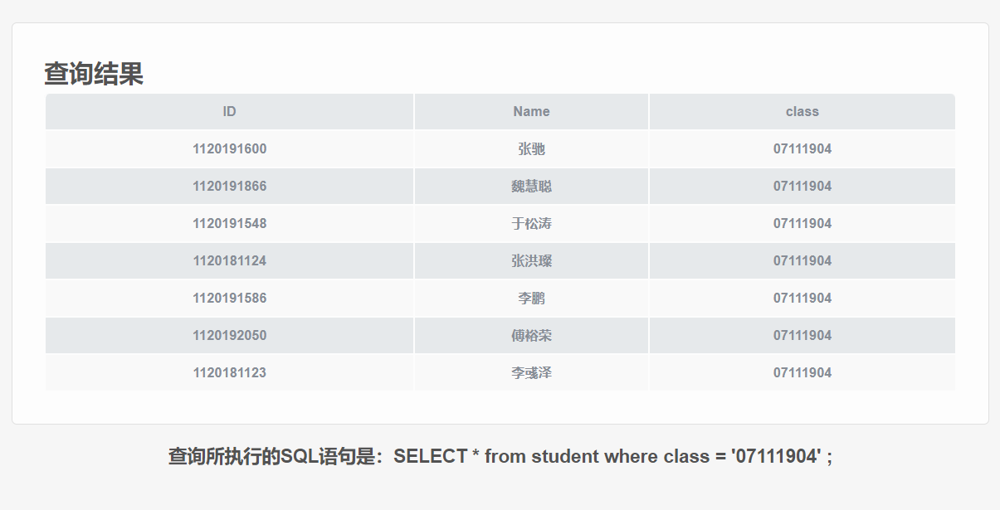 查询结果
ID Name class
1120191600 张驰 07111904
1120191866 魏慧聪 07111904
1120191548 于松涛 07111904
1120181124 张洪璨 07111904
1120191586 李鹏 07111904
1120192050 傅裕荣 07111904
1120181123 李彧泽 07111904
查询所执行的SQL语句是：SELECT * from student where class = '07111904' ;